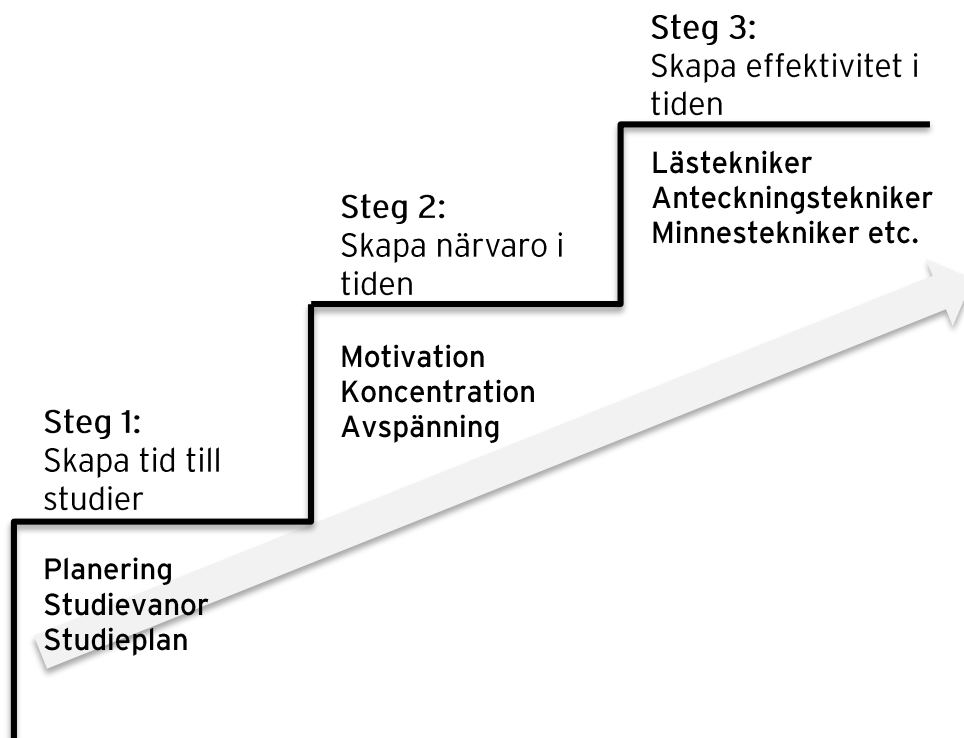 Steg 1:
Skapa tid till
studier
Planering
Studievanor
Studieplan
Steg 2:
Skapa närvaro i
tiden
Motivation
Koncentration
Avspänning
Steg 3:
Skapa effektivitet i
tiden
Lästekniker
Anteckningstekniker
Minnestekniker etc.